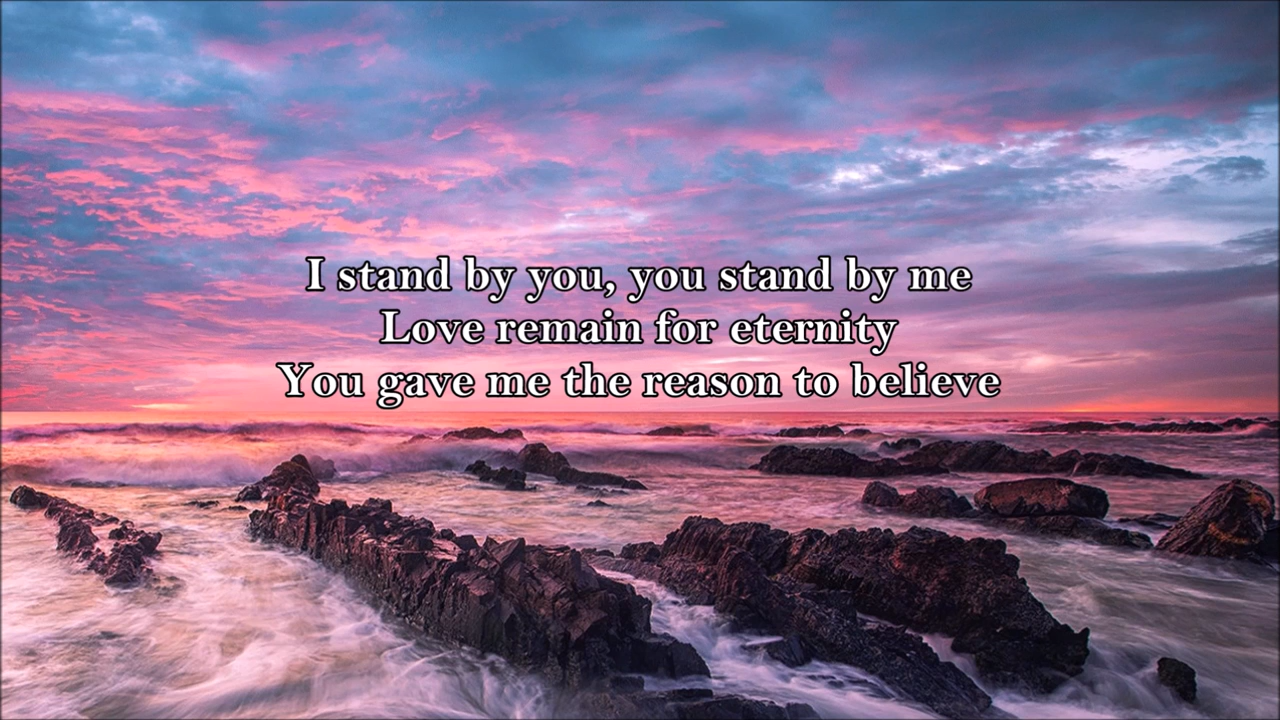 I stand by you, you stand by me
Love remain for eternity
You gave me the reason to believe